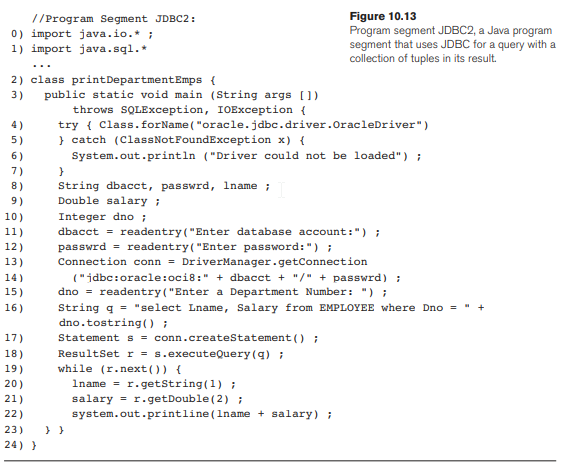 //Program Segment JDBC2:
0) import java.io.* ;
1) import java.sql.*
...
2) class printDepartmentEmps {
3) public static void main (String args [])
throws SQLException, IOException {
4) try { Class.forName("oracle.jdbc.driver.OracleDriver")
5) } catch (ClassNotFoundException x) {
6) System.out.println ("Driver could not be loaded") ;
7) }
8) String dbacct, passwrd, lname ;
9) Double salary ;
10) Integer dno ;
11) dbacct = readentry("Enter database account:") ;
12) passwrd = readentry("Enter password:") ;
13) Connection conn = DriverManager.getConnection
14) ("jdbc:oracle:oci8:" + dbacct + "/" + passwrd) ;
15) dno = readentry("Enter a Department Number: ") ;
16) String q = "select Lname, Salary from EMPLOYEE where Dno = " +
dno.tostring() ;
17) Statement s = conn.createStatement() ;
18) ResultSet r = s.executeQuery(q) ;
19) while (r.next()) {
20) lname = r.getString(1) ;
21) salary = r.getDouble(2) ;
22) system.out.printline(lname + salary) ;
23) } }
24) }
Figure 10.13
Program segment JDBC2, a Java program
segment that uses JDBC for a query with a
collection of tuples in its result.